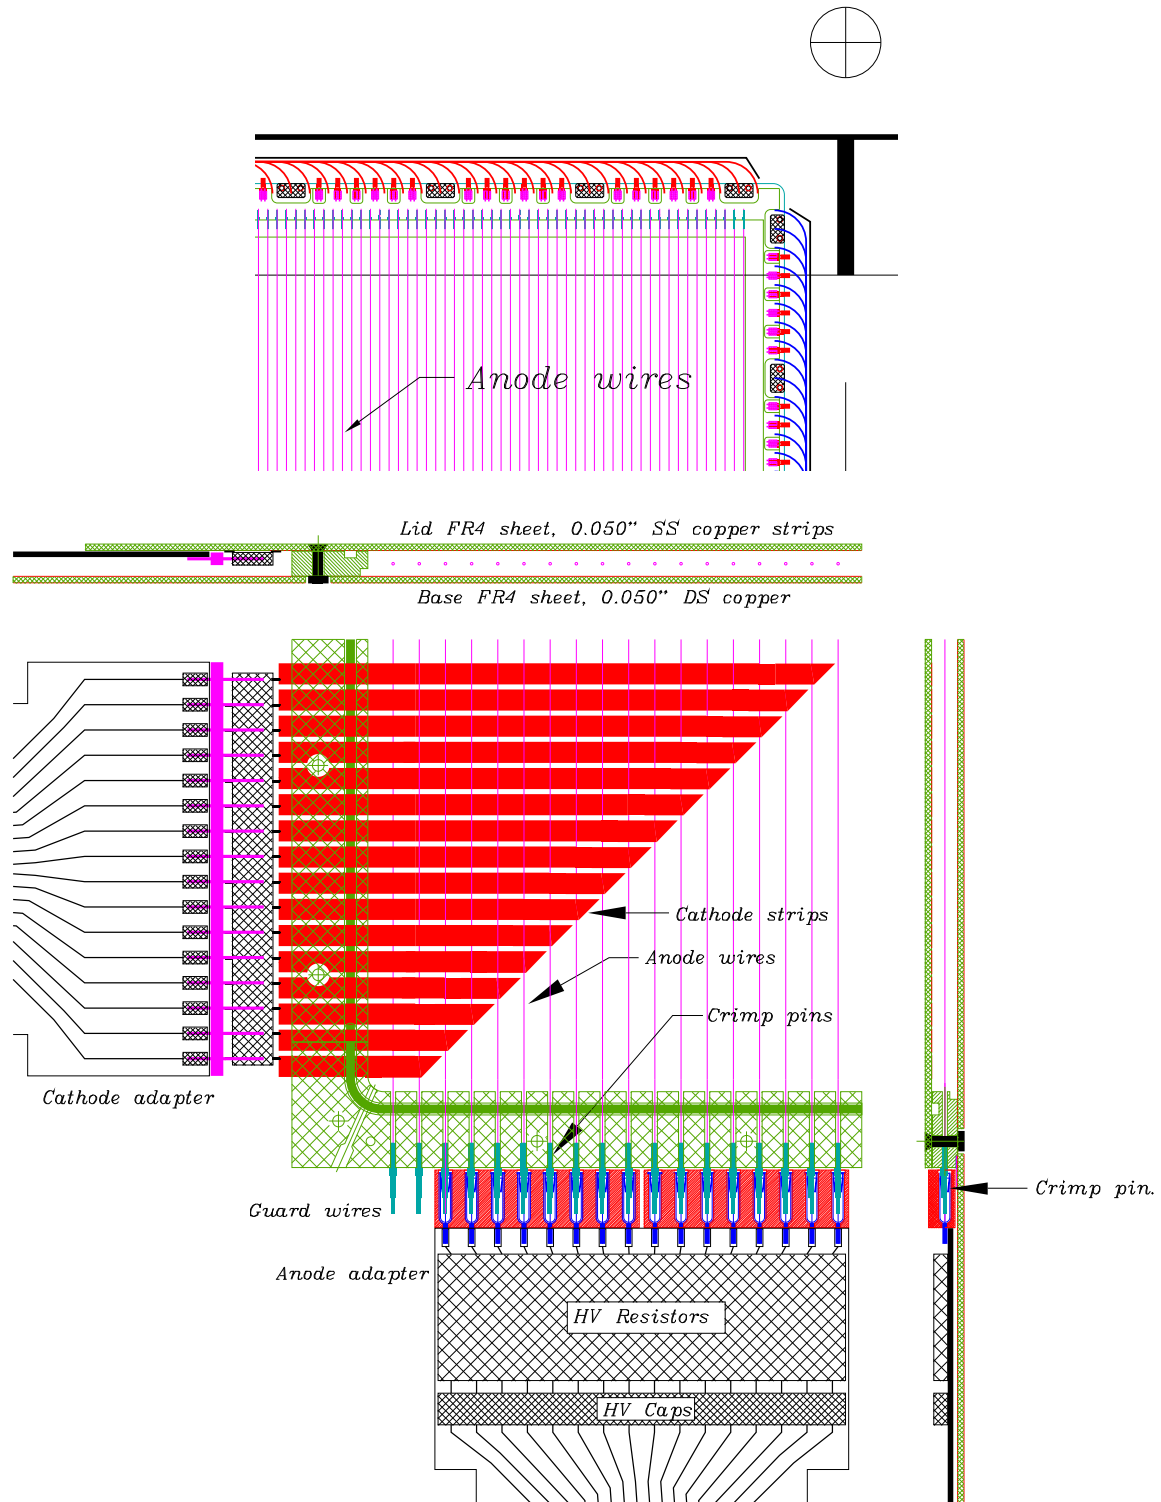 Anode wires
Lid FR4 sheet, 0.050" SS copper strips
Base FR4 sheet, 0.050" DS copper
Cathode strips
Anode wires
Crimp pins
Cathode adapter
Crimp pin.
Guard wires
Anode adapter
HV Resistors
HV Caps